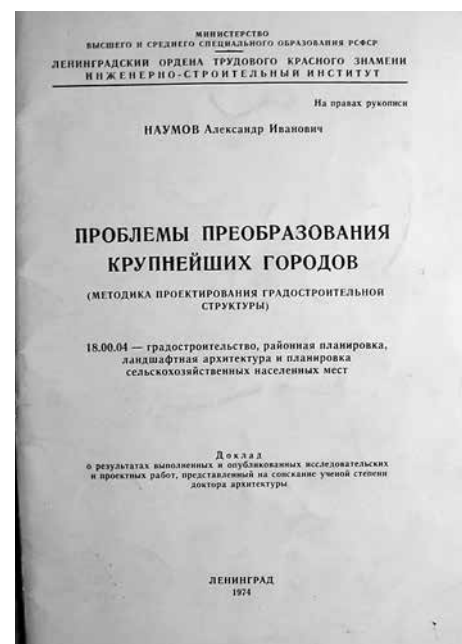 МИНИСТЕРСТВО
ВЫСШЕГО И СРЕДНЕГО СПЕЦИАЛЬНОГО ОБРАЗОВАНИЯ РСФСР
ЛЕНИНГРАДСКИЙ ОРДЕНА ТРУДОВОГО КРАСНОГО ЗНАМЕНИ
ИНЖЕНЕРНО-СТРОИТЕЛЬНЫЙ ИНСТИТУТ
На правах рукописи
НАУМОВ Александр Иванович
ПРОБЛЕМЫ ПРЕОБРАЗОВАНИЯ
КРУПНЕЙШИХ ГОРОДОВ
(МЕТОДИКА ПРОЕКТИРОВАНИЯ ГРАДОСТРОИТЕЛЬНОЙ
СТРУКТУРЫ)
18.00.04 — градостроительство, районная планировка,
ландшафтная архитектура и планировка
сельскохозяйственных населенных мест
Доклад
о результатах выполненных и опубликованных исследовательских
и проектных работ, представленный на соискание ученой степени
доктора архитектуры
ЛЕНИНГРАД
1974